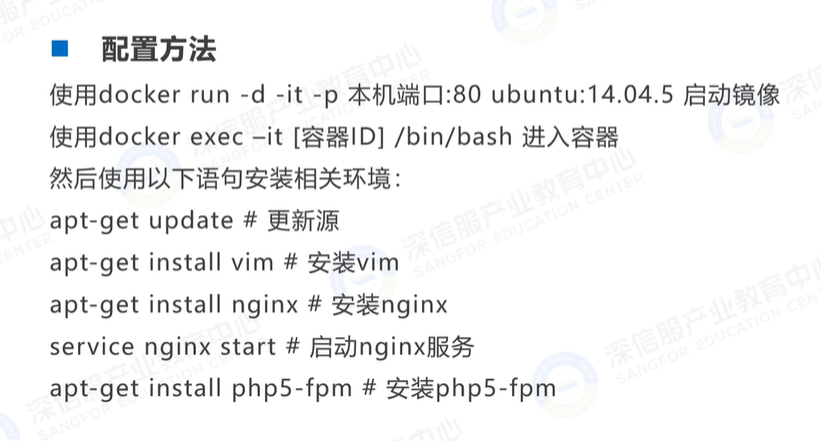 配置方法
使用docker run -d -it -p 本机端口:80 ubuntu:14.04.5 启动镜像
使用docker exec –it [容器ID] /bin/bash 进入容器
然后使用以下语句安装相关环境：
apt-get update # 更新源
apt-get install vim # 安装vim
apt-get install nginx # 安装nginx
service nginx start # 启动nginx服务
apt-get install php5-fpm # 安装php5-fpm
深信服产业教育中心
SANGFOR EDUCATION CENTER